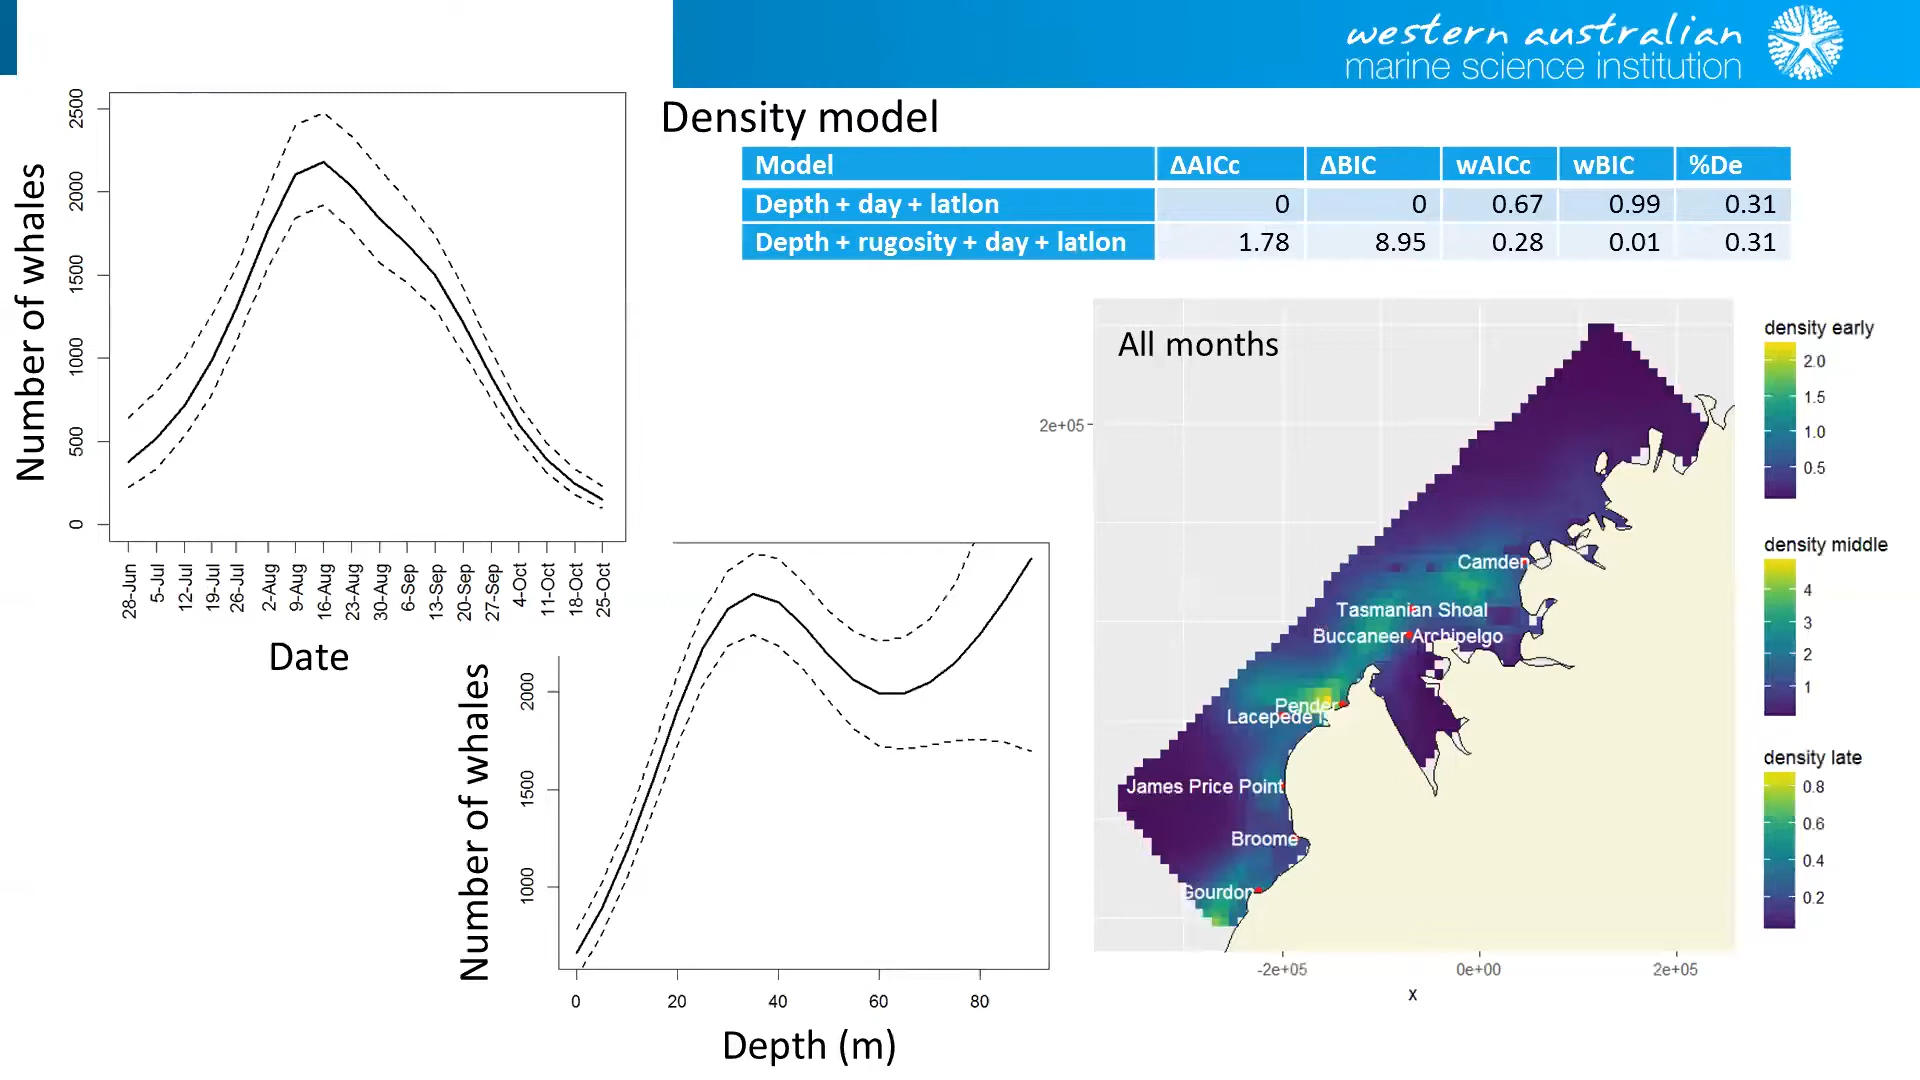 western australian
marine science institution
Density model
Model ΔAICc ΔBIC wAICc wBIC %De
Depth + day + latlon 0 0 0.67 0.99 0.31
Depth + rugosity + day + latlon 1.78 8.95 0.28 0.01 0.31
Number of whales
2500
2000
1500
1000
500
0
28-Jun
5-Jul
12-Jul
19-Jul
26-Jul
2-Aug
9-Aug
16-Aug
23-Aug
30-Aug
6-Sep
13-Sep
20-Sep
27-Sep
4-Oct
11-Oct
18-Oct
25-Oct
Date
Number of whales
2000
1500
1000
0 20 40 60 80
Depth (m)
All months
2e+05
Camden
Tasmanian Shoal
Buccaneer Archipelgo
Pender
Lacepede I
James Price Point
Broome
Gourdon
-2e+05 0e+00 2e+05
x
density early
2.0
1.5
1.0
0.5
density middle
4
3
2
1
density late
0.8
0.6
0.4
0.2